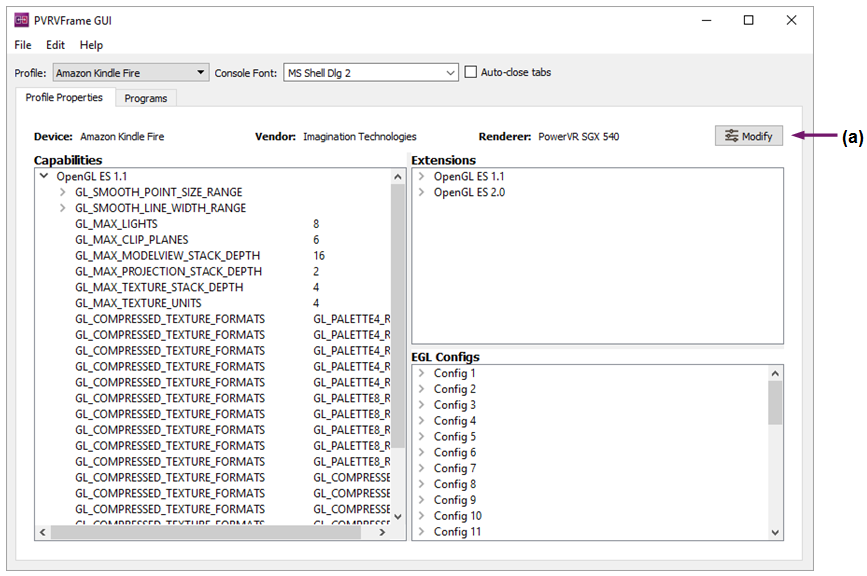 PVRVFrame GUI
File Edit Help
Profile: Amazon Kindle Fire Console Font: MS Shell Dlg 2 Auto-close tabs
Profile Properties Programs
Device: Amazon Kindle Fire Vendor: Imagination Technologies Renderer: PowerVR SGX 540 Modify (a)
Capabilities
OpenGL ES 1.1
GL_SMOOTH_POINT_SIZE_RANGE
GL_SMOOTH_LINE_WIDTH_RANGE
GL_MAX_LIGHTS 8
GL_MAX_CLIP_PLANES 6
GL_MAX_MODELVIEW_STACK_DEPTH 16
GL_MAX_PROJECTION_STACK_DEPTH 2
GL_MAX_TEXTURE_STACK_DEPTH 4
GL_MAX_TEXTURE_UNITS 4
GL_COMPRESSED_TEXTURE_FORMATS GL_PALETTE4_R
GL_COMPRESSED_TEXTURE_FORMATS GL_PALETTE4_R
GL_COMPRESSED_TEXTURE_FORMATS GL_PALETTE4_R
GL_COMPRESSED_TEXTURE_FORMATS GL_PALETTE4_R
GL_COMPRESSED_TEXTURE_FORMATS GL_PALETTE4_R
GL_COMPRESSED_TEXTURE_FORMATS GL_PALETTE8_R
GL_COMPRESSED_TEXTURE_FORMATS GL_PALETTE8_R
GL_COMPRESSED_TEXTURE_FORMATS GL_PALETTE8_R
GL_COMPRESSED_TEXTURE_FORMATS GL_PALETTE8_R
GL_COMPRESSED_TEXTURE_FORMATS GL_PALETTE8_R
GL_COMPRESSED_TEXTURE_FORMATS GL_COMPRESSE
GL_COMPRESSED_TEXTURE_FORMATS GL_COMPRESSE
GL_COMPRESSED_TEXTURE_FORMATS GL_COMPRESSE
GL_COMPRESSED_TEXTURE_FORMATS GL_COMPRESSE
Extensions
OpenGL ES 1.1
OpenGL ES 2.0
EGL Configs
Config 1
Config 2
Config 3
Config 4
Config 5
Config 6
Config 7
Config 8
Config 9
Config 10
Config 11